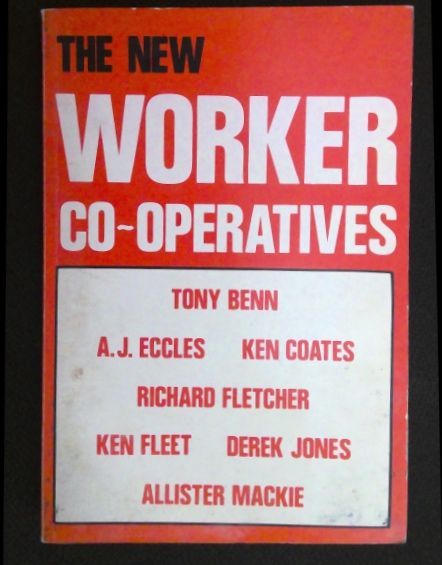 THE NEW
WORKER
CO~OPERATIVES
TONY BENN
A.J. ECCLES KEN COATES
RICHARD FLETCHER
KEN FLEET DEREK JONES
ALLISTER MACKIE